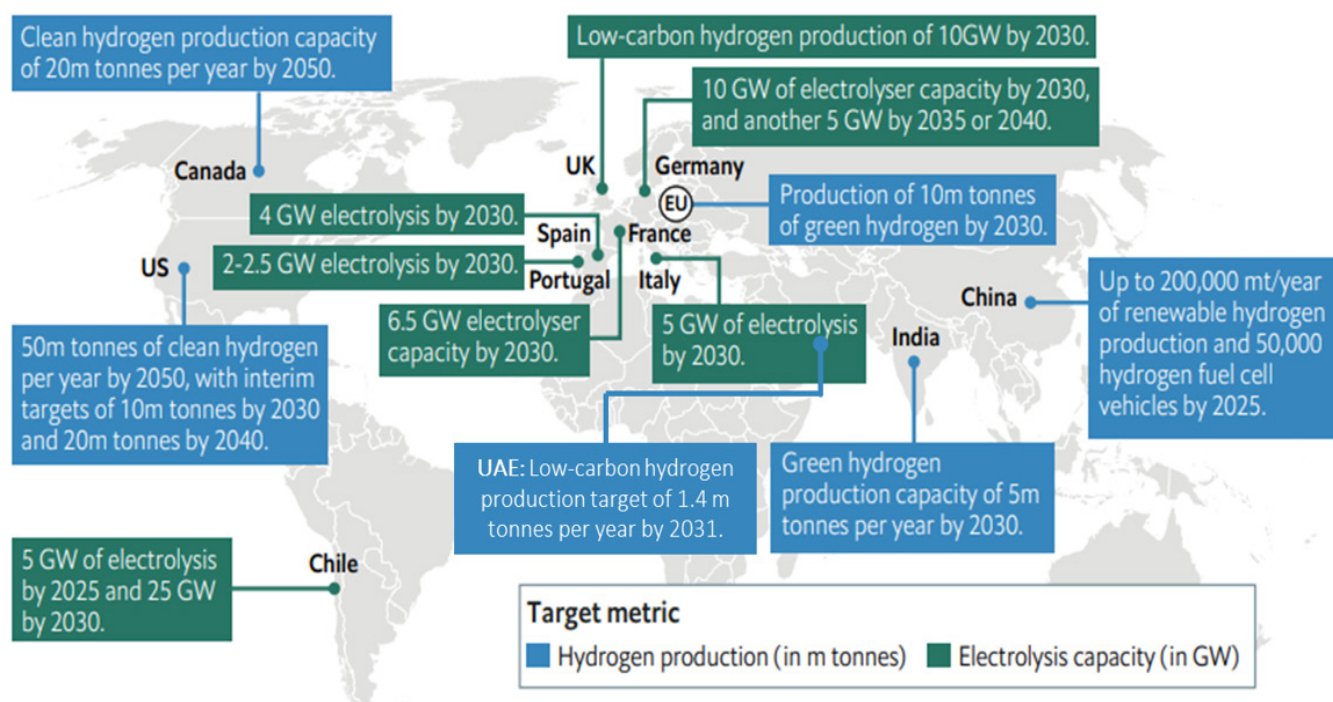 Clean hydrogen production capacity
of 20m tonnes per year by 2050.
Low-carbon hydrogen production of 10GW by 2030.
10 GW of electrolyser capacity by 2030,
and another 5 GW by 2035 or 2040.
Canada
UK
Germany
EU
Production of 10m tonnes
of green hydrogen by 2030.
4 GW electrolysis by 2030.
Spain
France
US
2-2.5 GW electrolysis by 2030.
Portugal
Italy
China
Up to 200,000 mt/year
of renewable hydrogen
production and 50,000
hydrogen fuel cell
vehicles by 2025.
6.5 GW electrolyser
capacity by 2030.
5 GW of electrolysis
by 2030.
India
50m tonnes of clean hydrogen
per year by 2050, with interim
targets of 10m tonnes by 2030
and 20m tonnes by 2040.
UAE: Low-carbon hydrogen
production target of 1.4 m
tonnes per year by 2031.
Green hydrogen
production capacity of 5m
tonnes per year by 2030.
5 GW of electrolysis
by 2025 and 25 GW
by 2030.
Chile
Target metric
Hydrogen production (in m tonnes)
Electrolysis capacity (in GW)